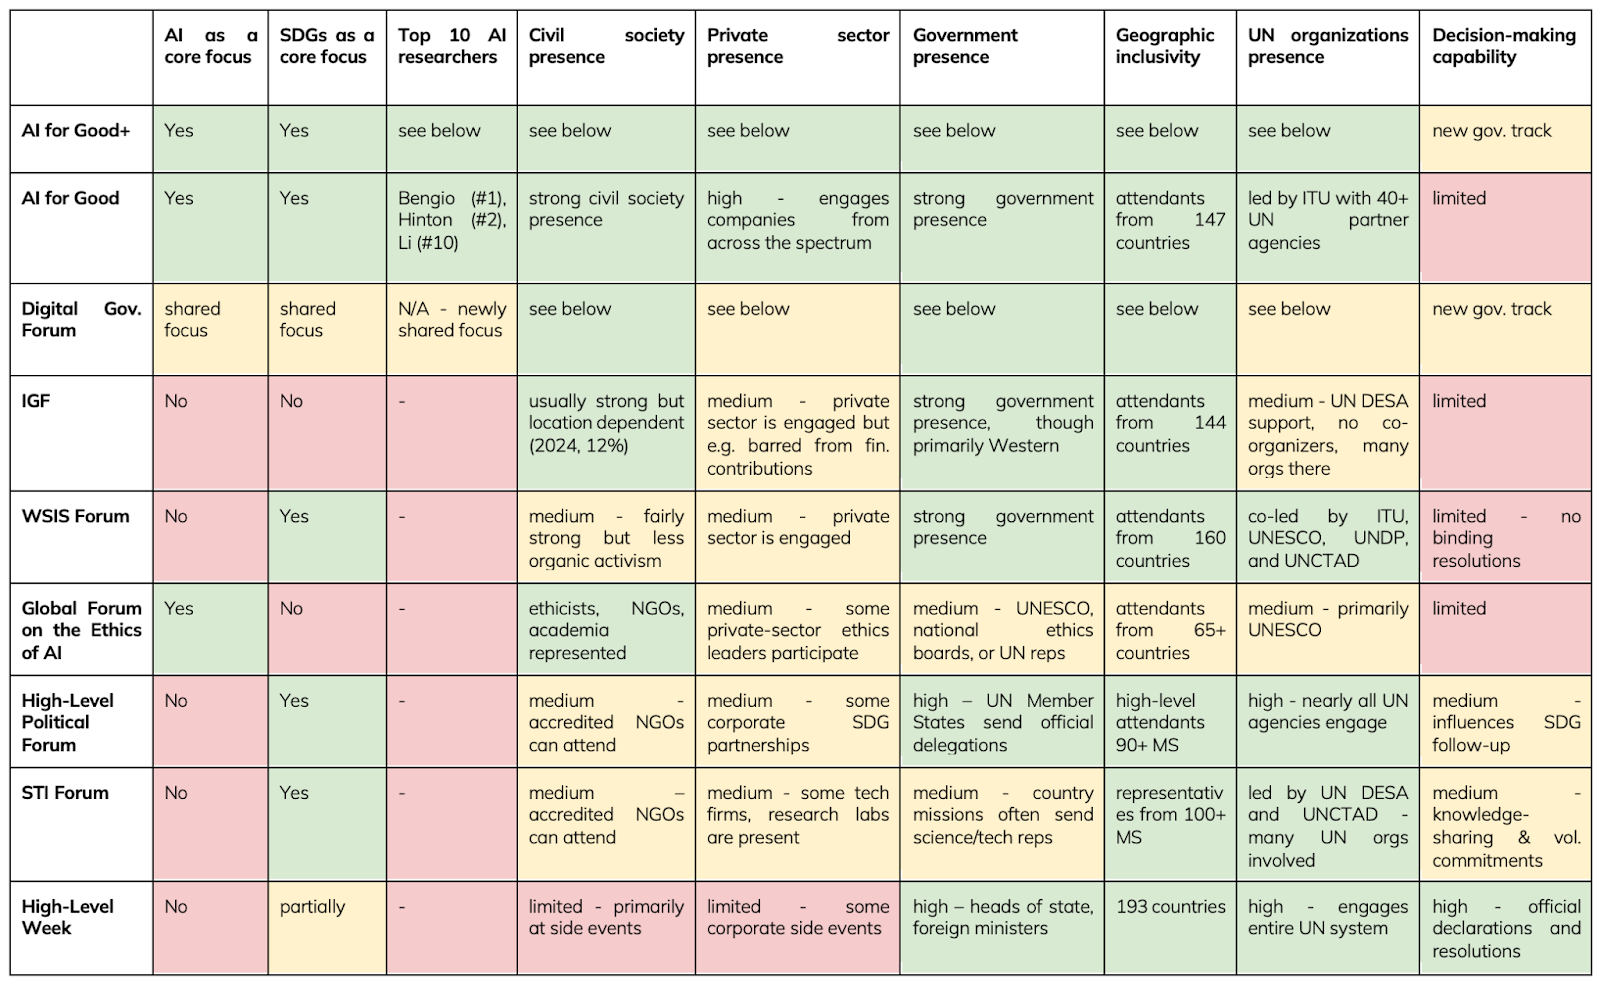 AI as a core focus
SDGs as a core focus
Top 10 AI researchers
Civil society presence
Private sector presence
Government presence
Geographic inclusivity
UN organizations presence
Decision-making capability
AI for Good+
Yes
Yes
see below
see below
see below
see below
see below
see below
new gov. track
AI for Good
Yes
Yes
Bengio (#1),
Hinton (#2),
Li (#10)
strong civil society
presence
high - engages
companies from
across the spectrum
strong government
presence
attendants
from 147
countries
led by ITU with 40+
UN partner
agencies
limited
Digital Gov.
Forum
shared
focus
shared
focus
N/A - newly
shared focus
see below
see below
see below
see below
see below
new gov. track
IGF
No
No
-
usually strong but
location dependent
(2024, 12%)
medium - private
sector is engaged but
e.g. barred from fin.
contributions
strong government
presence, though
primarily Western
attendants
from 144
countries
medium - UN DESA
support, no co-
organizers, many
orgs there
limited
WSIS Forum
No
Yes
-
medium - fairly
strong but less
organic activism
medium - private
sector is engaged
strong government
presence
attendants
from 160
countries
co-led by ITU,
UNESCO, UNDP,
and UNCTAD
limited - no
binding
resolutions
Global Forum
on the Ethics
of AI
Yes
No
-
ethicists, NGOs,
academia
represented
medium - some
private-sector ethics
leaders participate
medium - UNESCO,
national ethics
boards, or UN reps
attendants
from 65+
countries
medium - primarily
UNESCO
limited
High-Level
Political
Forum
No
Yes
-
medium -
accredited NGOs
can attend
medium - some
corporate SDG
partnerships
high – UN Member
States send official
delegations
high-level
attendants
90+ MS
high - nearly all UN
agencies engage
medium -
influences SDG
follow-up
STI Forum
No
Yes
-
medium –
accredited NGOs
can attend
medium - some tech
firms, research labs
are present
medium - country
missions often send
science/tech reps
representativ
es from 100+
MS
led by UN DESA
and UNCTAD -
many UN orgs
involved
medium -
knowledge-
sharing & vol.
commitments
High-Level
Week
No
partially
-
limited - primarily
at side events
limited - some
corporate side events
high – heads of state,
foreign ministers
193 countries
high - engages
entire UN system
high - official
declarations and
resolutions